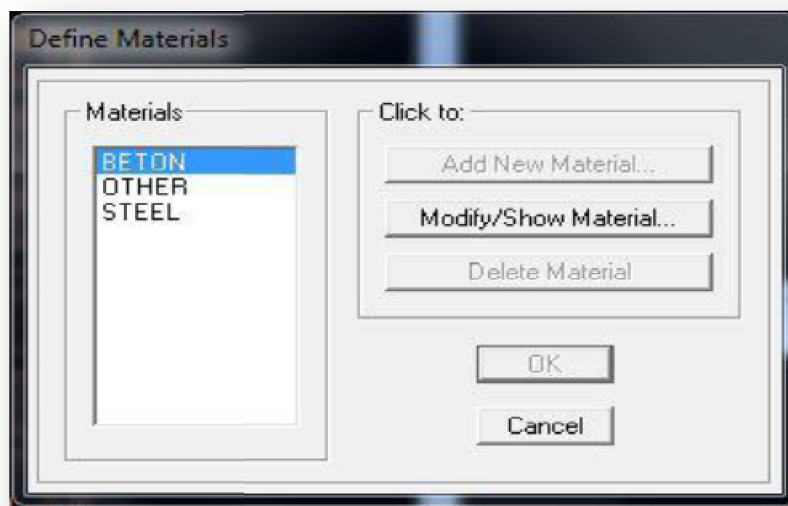 Define Materials
Materials
BETON
OTHER
STEEL
Click to:
Add New Material...
Modify/Show Material...
Delete Material
OK
Cancel